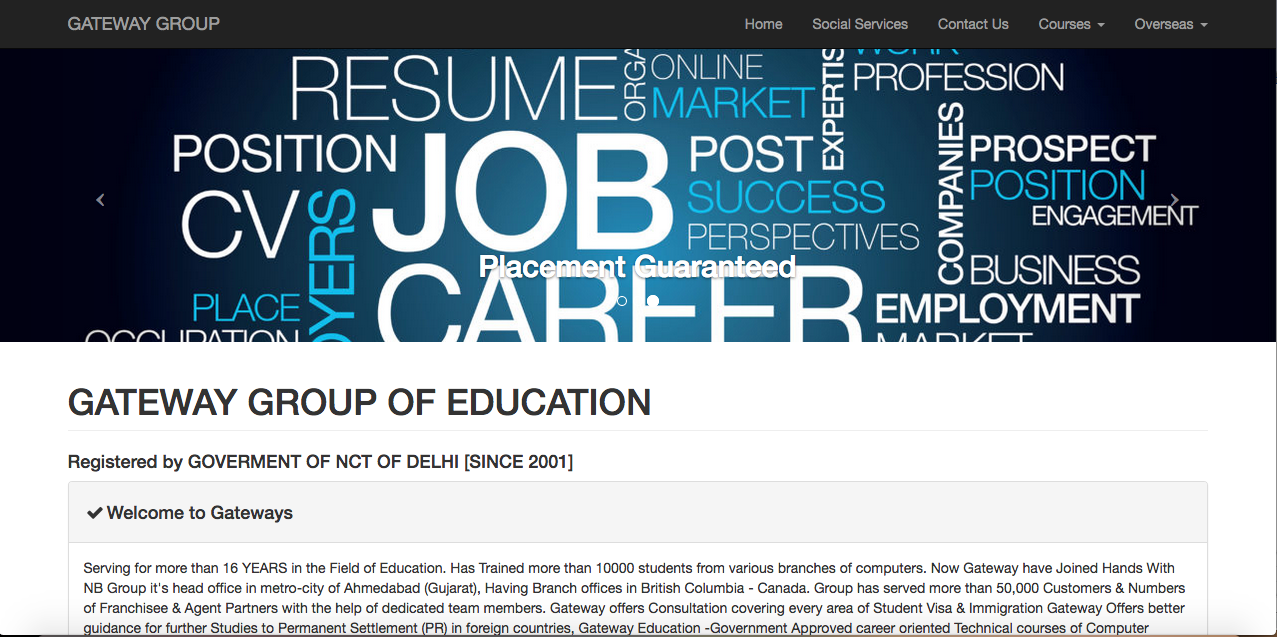 GATEWAY GROUP
Home Social Services Contact Us Courses Overseas
RESUME
ONLINE
MARKET
EXPERTIS
PROFESSION
POSITION
JOB
POST
COMPANIES
PROSPECT
CV
SUCCESS
POSITION
ENGAGEMENT
PERSPECTIVES
Placement Guaranteed
CAREER
BUSINESS
PLACE
EMPLOYMENT
OCCUPATION
MARKET
GATEWAY GROUP OF EDUCATION
Registered by GOVERMENT OF NCT OF DELHI [SINCE 2001]
Welcome to Gateways
Serving for more than 16 YEARS in the Field of Education. Has Trained more than 10000 students from various branches of computers. Now Gateway have Joined Hands With
NB Group it's head office in metro-city of Ahmedabad (Gujarat), Having Branch offices in British Columbia - Canada. Group has served more than 50,000 Customers & Numbers
of Franchisee & Agent Partners with the help of dedicated team members. Gateway offers Consultation covering every area of Student Visa & Immigration Gateway Offers better
guidance for further Studies to Permanent Settlement (PR) in foreign countries, Gateway Education -Government Approved career oriented Technical courses of Computer